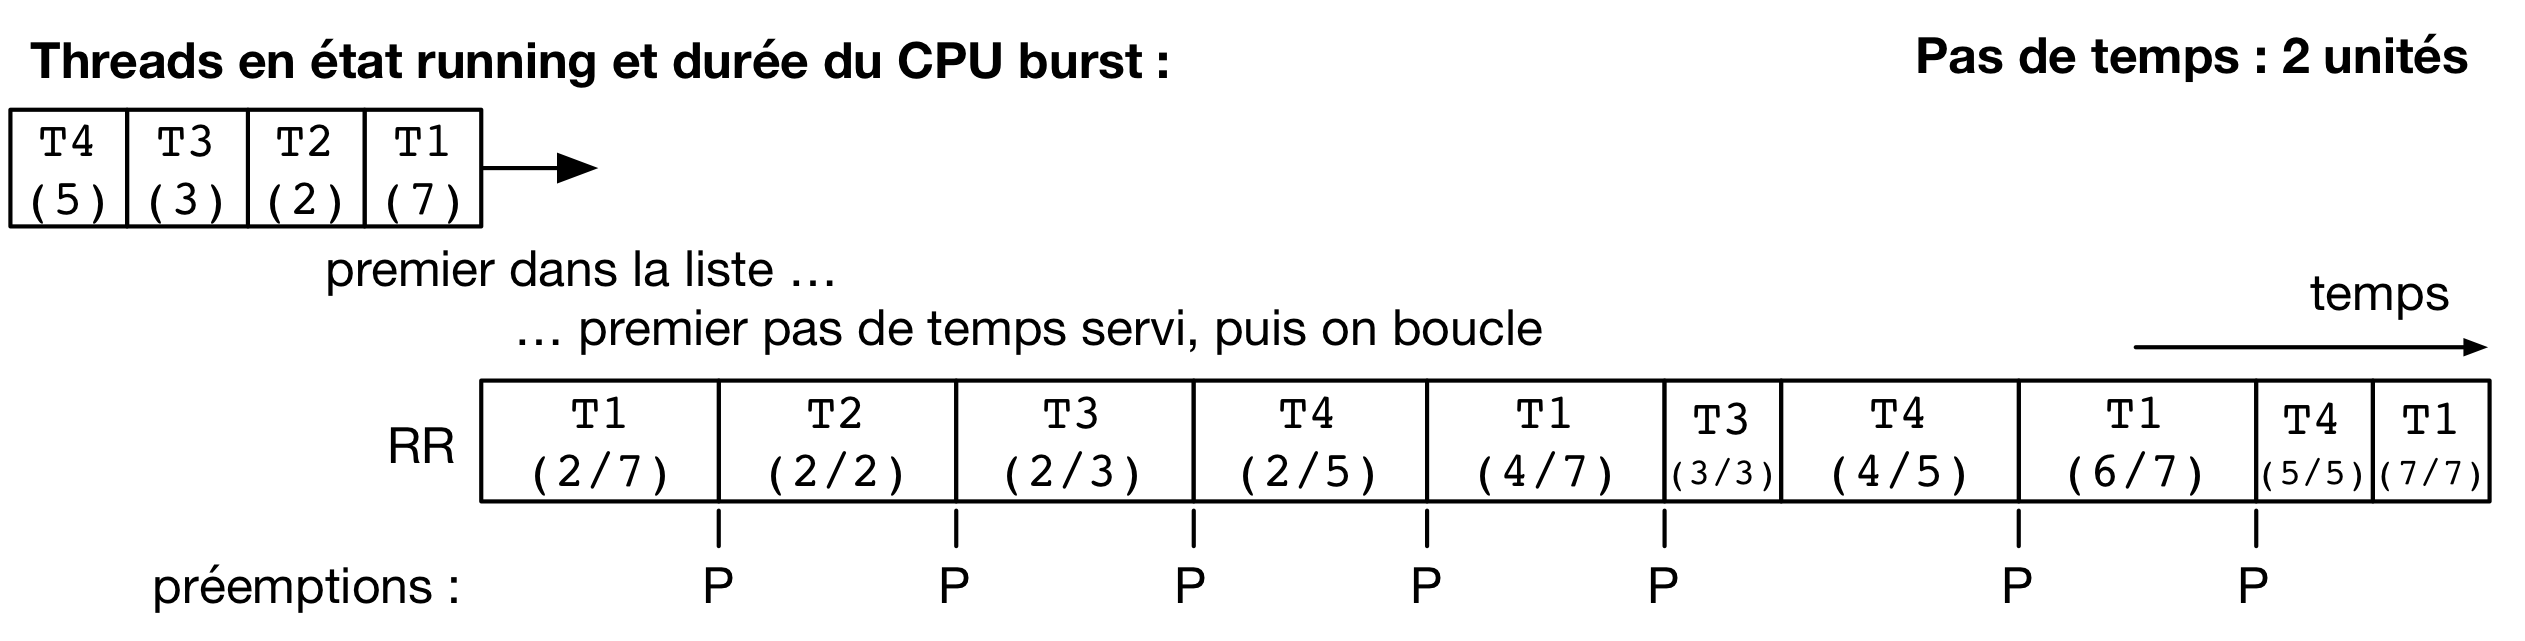 Threads en état running et durée du CPU burst :
Pas de temps : 2 unités
T4 T3 T2 T1
(5) (3) (2) (7)
premier dans la liste …
… premier pas de temps servi, puis on boucle
temps
RR
T1 T2 T3 T4 T1 T3 T4 T1 T4 T1
(2/7) (2/2) (2/3) (2/5) (4/7) (3/3) (4/5) (6/7) (5/5) (7/7)
préemptions : P P P P P P P